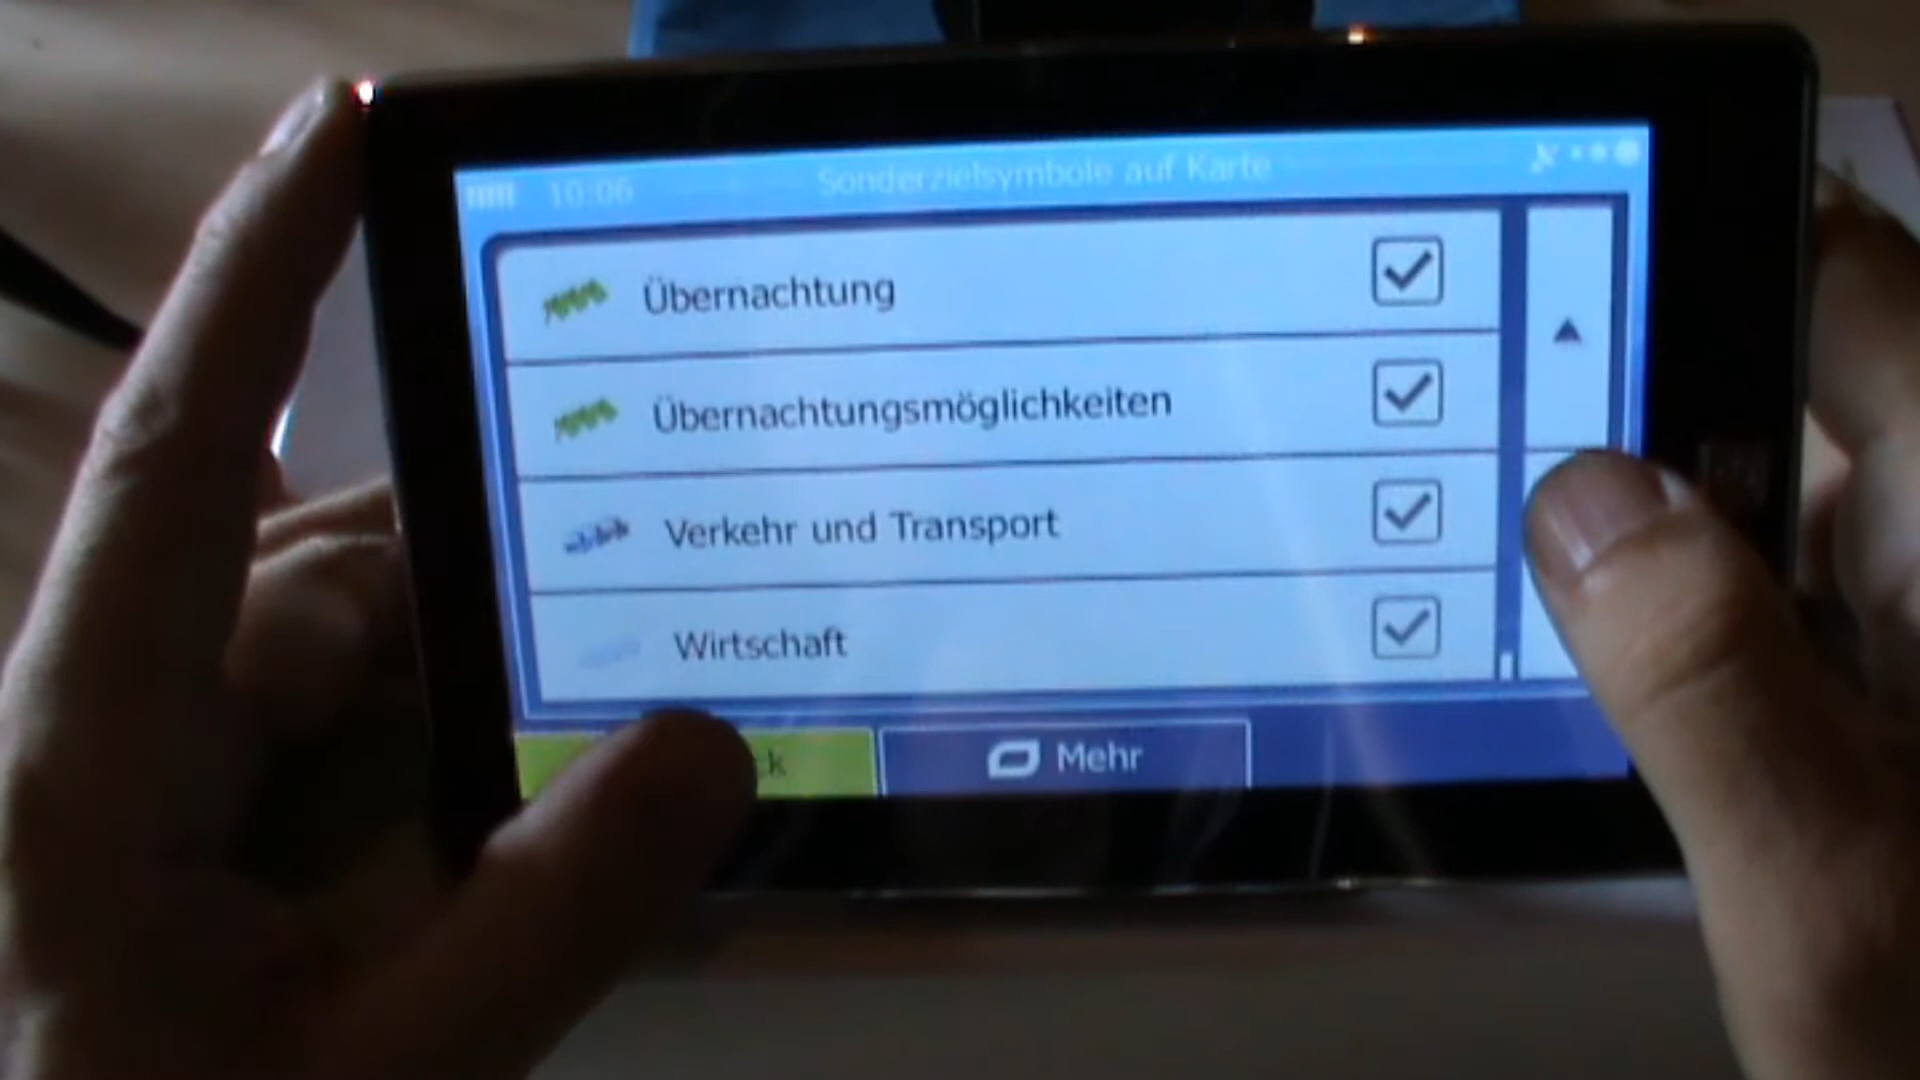 10:06 Sonderzielsymbole auf Karte
Übernachtung
Übernachtungsmöglichkeiten
Verkehr und Transport
Wirtschaft
Mehr